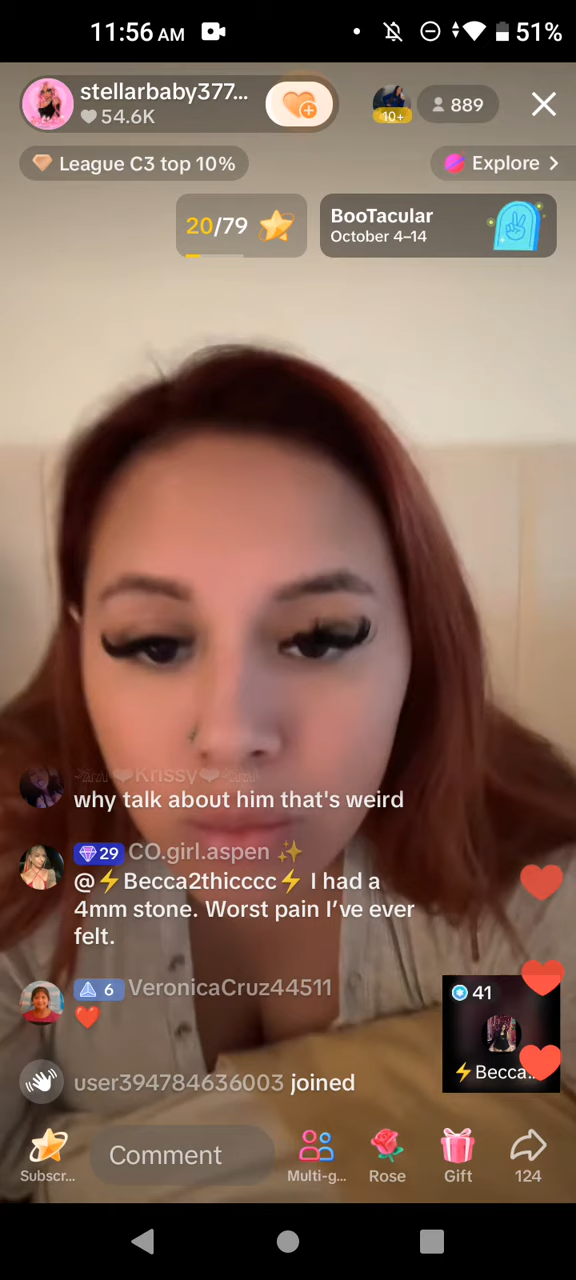 11:56 AM
51%
stellarbaby377...
54.6K
10+
889
League C3 top 10%
Explore >
20/79
BooTacular
October 4–14
Krissy
why talk about him that's weird
29 CO.girl.aspen
@⚡Becca2thicccc⚡ I had a
4mm stone. Worst pain I've ever
felt.
6 VeronicaCruz44511
41
⚡Becca...
user394784636003 joined
Subscr...
Comment
Multi-g...
Rose
Gift
124